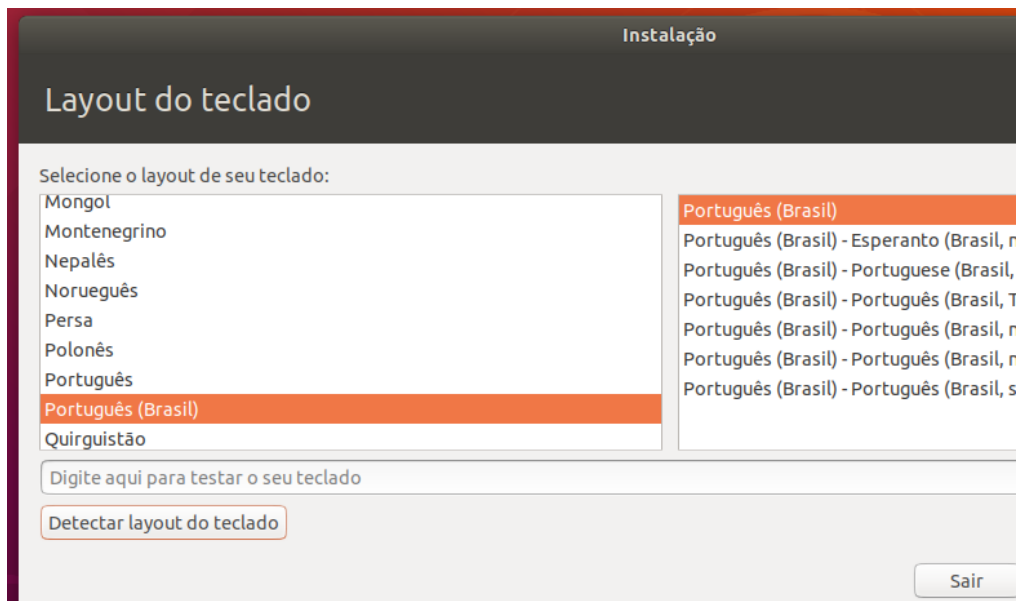 Instalação
Layout do teclado
Selecione o layout de seu teclado:
Mongol
Montenegrino
Nepalês
Norueguês
Persa
Polonês
Português
Português (Brasil)
Quirguistão
Português (Brasil)
Português (Brasil) - Esperanto (Brasil,
Português (Brasil) - Portuguese (Brasil,
Português (Brasil) - Português (Brasil,
Português (Brasil) - Português (Brasil,
Português (Brasil) - Português (Brasil,
Português (Brasil) - Português (Brasil,
Digite aqui para testar o seu teclado
Detectar layout do teclado
Sair